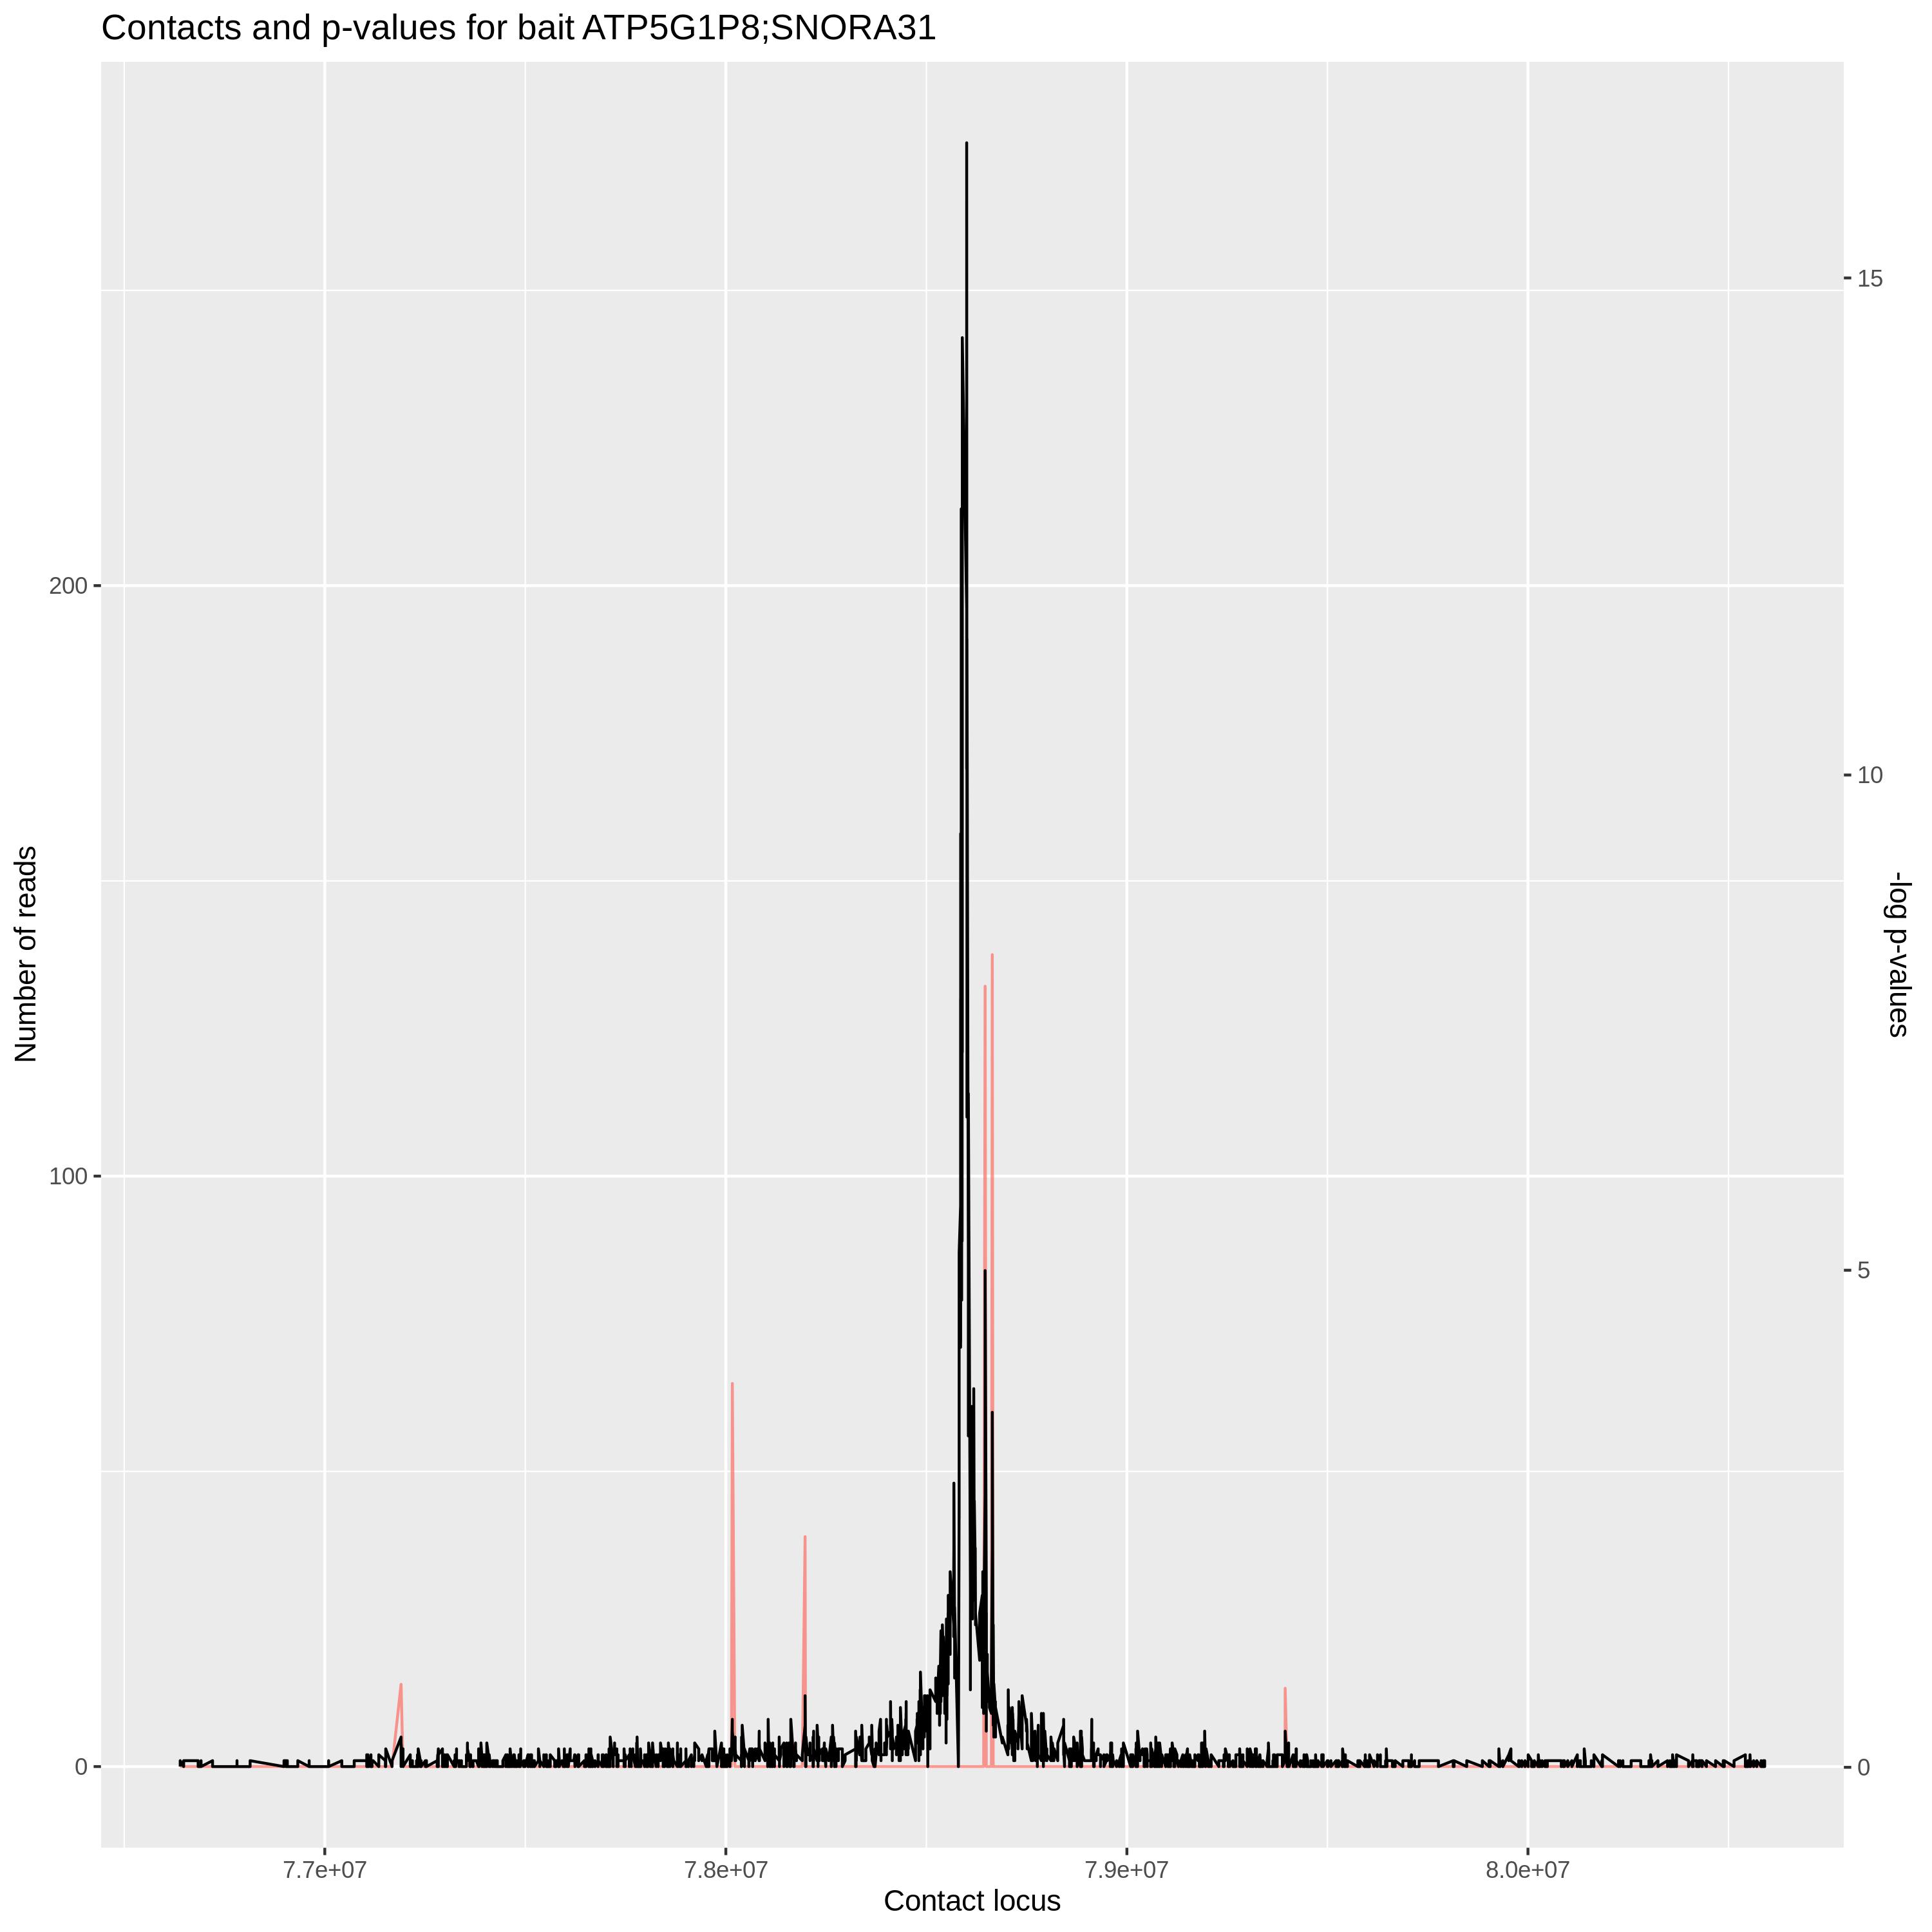 Contacts and p-values for bait ATP5G1P8;SNORA31
Number of reads
200
100
0
15
10
5
0
-log p-values
7.7e+07
7.8e+07
7.9e+07
8.0e+07
Contact locus